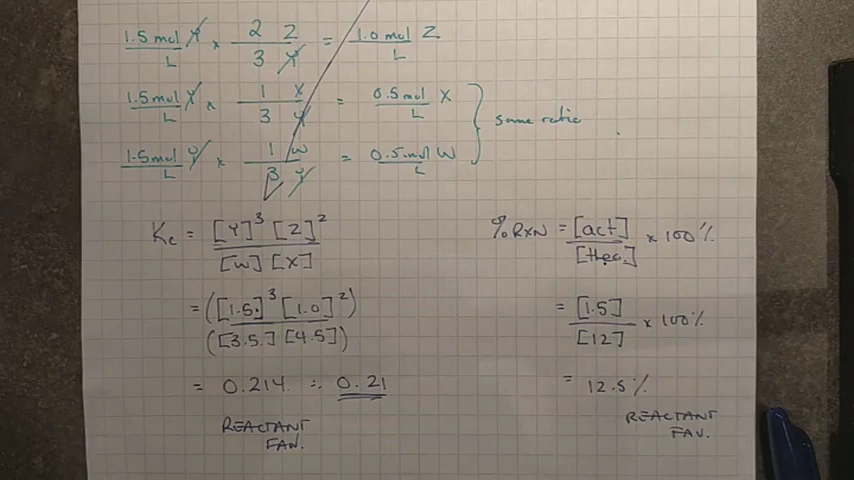 1.5 mol Y / L × 2 Z / 3 Y = 1.0 mol / L Z
1.5 mol Y / L × 1 X / 3 Y = 0.5 mol / L X
same ratio
1.5 mol Y / L × 1 W / 3 Y = 0.5 mol / L W
Kc = [Y]³ [Z]² / [W] [X]
= ([1.5.]³ [1.0]²) / ([3.5.] [4.5])
= 0.214. ∴ 0.21
REACTANT
FAV.
% RXN = [act] / [theo.] × 100%
= [1.5] / [12] × 100%
= 12.5%
REACTANT
FAV.